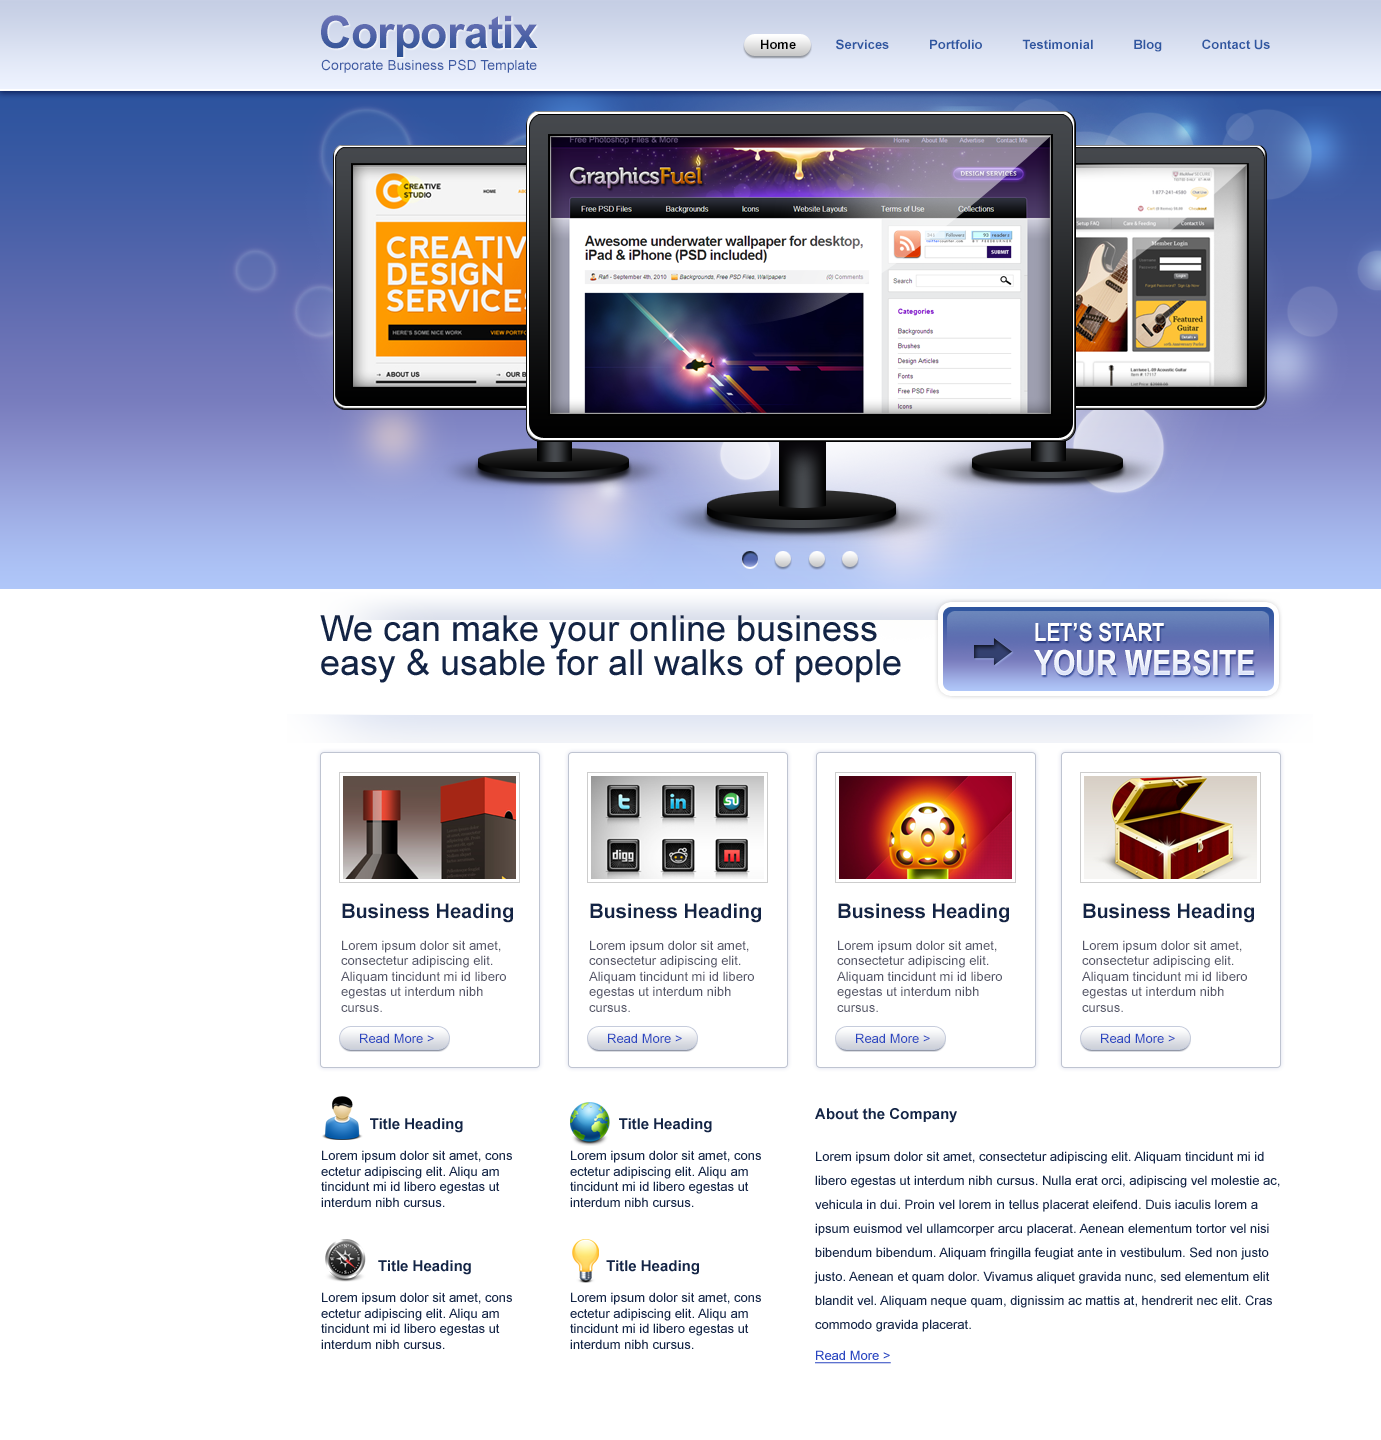 Corporatix
Corporate Business PSD Template
Home Services Portfolio Testimonial Blog Contact Us
CREATIVE
STUDIO
HOME
CREATIV
DESIGN
SERVICES
HERE'S SOME NICE WORK VIEW PORTFO
→ ABOUT US → OUR B
Free Photoshop Files & More
Home About Me Advertise Contact Me
GraphicsFuel
DESIGN SERVICES
Free PSD Files Backgrounds Icons Website Layouts Terms of Use Collections
Awesome underwater wallpaper for desktop,
iPad & iPhone (PSD included)
Rafi - September 4th, 2010 Backgrounds, Free PSD Files, Wallpapers (0) Comments
followers
readers
SUBMIT
Search
Categories
Backgrounds
Brushes
Design Articles
Fonts
Free PSD Files
Icons
1 877-241-4580
Setup FAQ Care & Feeding Contact Us
Member Login
Login
Forgot Password? Sign Up Now
Featured
Guitar
Larrivee L-09 Acoustic Guitar
Item #: 17117
We can make your online business
easy & usable for all walks of people
LET'S START
YOUR WEBSITE
digg
Business Heading
Lorem ipsum dolor sit amet,
consectetur adipiscing elit.
Aliquam tincidunt mi id libero
egestas ut interdum nibh
cursus.
Read More >
Business Heading
Lorem ipsum dolor sit amet,
consectetur adipiscing elit.
Aliquam tincidunt mi id libero
egestas ut interdum nibh
cursus.
Read More >
Business Heading
Lorem ipsum dolor sit amet,
consectetur adipiscing elit.
Aliquam tincidunt mi id libero
egestas ut interdum nibh
cursus.
Read More >
Business Heading
Lorem ipsum dolor sit amet,
consectetur adipiscing elit.
Aliquam tincidunt mi id libero
egestas ut interdum nibh
cursus.
Read More >
Title Heading
Lorem ipsum dolor sit amet, cons
ectetur adipiscing elit. Aliqu am
tincidunt mi id libero egestas ut
interdum nibh cursus.
Title Heading
Lorem ipsum dolor sit amet, cons
ectetur adipiscing elit. Aliqu am
tincidunt mi id libero egestas ut
interdum nibh cursus.
Title Heading
Lorem ipsum dolor sit amet, cons
ectetur adipiscing elit. Aliqu am
tincidunt mi id libero egestas ut
interdum nibh cursus.
Title Heading
Lorem ipsum dolor sit amet, cons
ectetur adipiscing elit. Aliqu am
tincidunt mi id libero egestas ut
interdum nibh cursus.
About the Company
Lorem ipsum dolor sit amet, consectetur adipiscing elit. Aliquam tincidunt mi id
libero egestas ut interdum nibh cursus. Nulla erat orci, adipiscing vel molestie ac,
vehicula in dui. Proin vel lorem in tellus placerat eleifend. Duis iaculis lorem a
ipsum euismod vel ullamcorper arcu placerat. Aenean elementum tortor vel nisi
bibendum bibendum. Aliquam fringilla feugiat ante in vestibulum. Sed non justo
justo. Aenean et quam dolor. Vivamus aliquet gravida nunc, sed elementum elit
blandit vel. Aliquam neque quam, dignissim ac mattis at, hendrerit nec elit. Cras
commodo gravida placerat.
Read More >